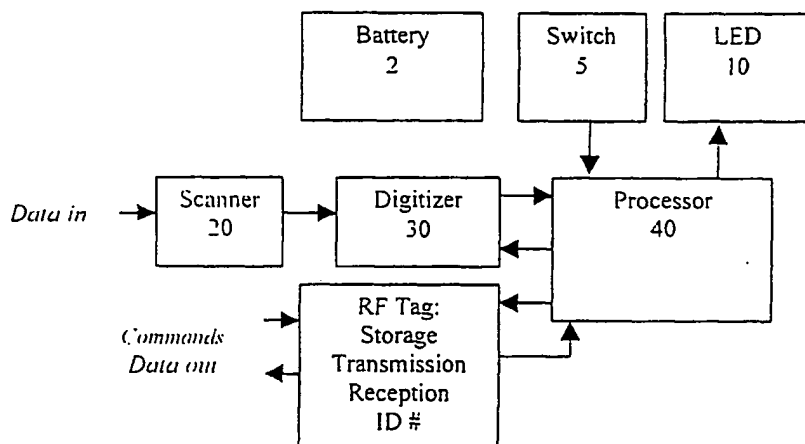 Battery
2
Switch
5
LED
10
Data in
Scanner
20
Digitizer
30
Processor
40
Commands
Data out
RF Tag:
Storage
Transmission
Reception
ID #